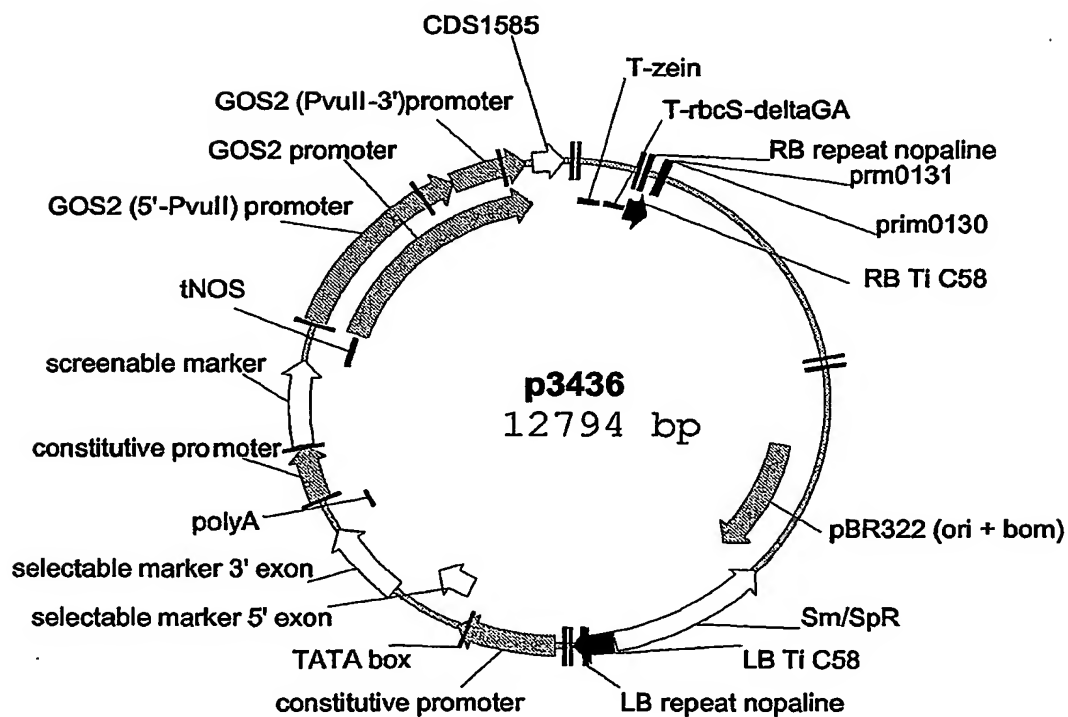 CDS1585
T-zein
GOS2 (PvuII-3')promoter
T-rbcS-deltaGA
GOS2 promoter
RB repeat nopaline
prm0131
GOS2 (5'-PvuII) promoter
prim0130
RB Ti C58
tNOS
screenable marker
p3436
12794 bp
constitutive promoter
polyA
pBR322 (ori + bom)
selectable marker 3' exon
selectable marker 5' exon
Sm/SpR
TATA box
LB Ti C58
constitutive promoter
LB repeat nopaline